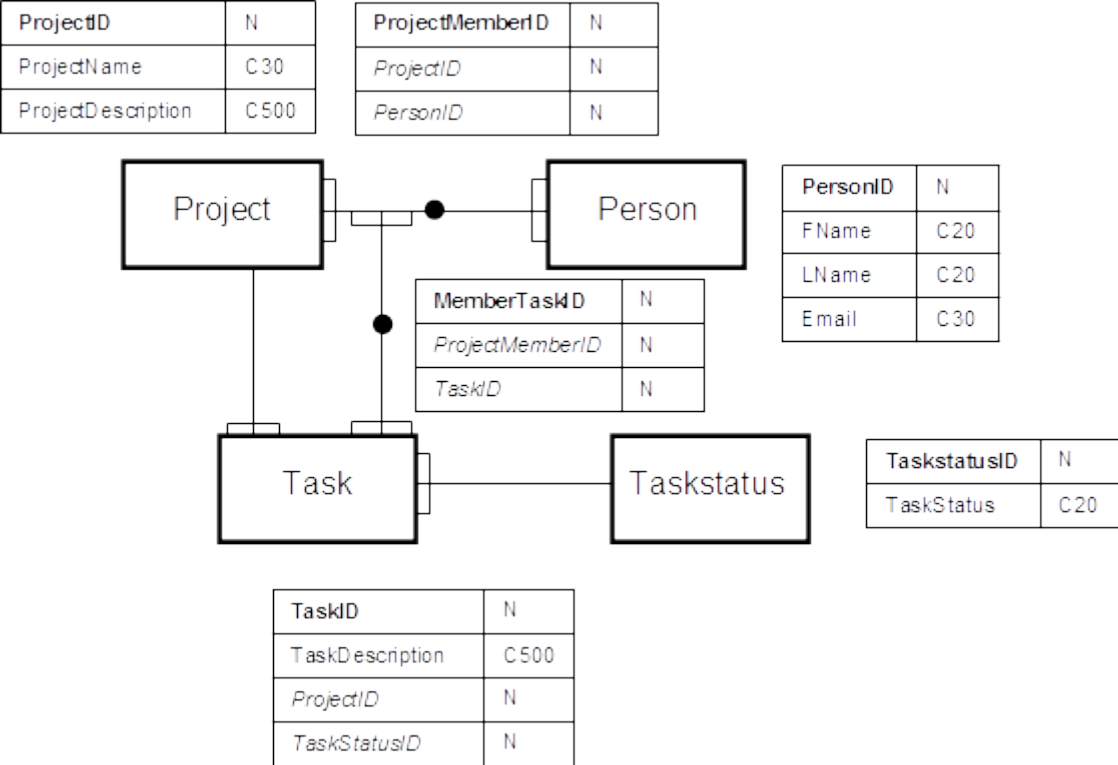 ProjectID N
ProjectName C30
ProjectDescription C500
ProjectMemberID N
ProjectID N
PersonID N
Project
Person
PersonID N
FName C20
LName C20
Email C30
MemberTaskID N
ProjectMemberID N
TaskID N
Task
Taskstatus
TaskstatusID N
TaskStatus C20
TaskID N
TaskDescription C500
ProjectID N
TaskStatusID N